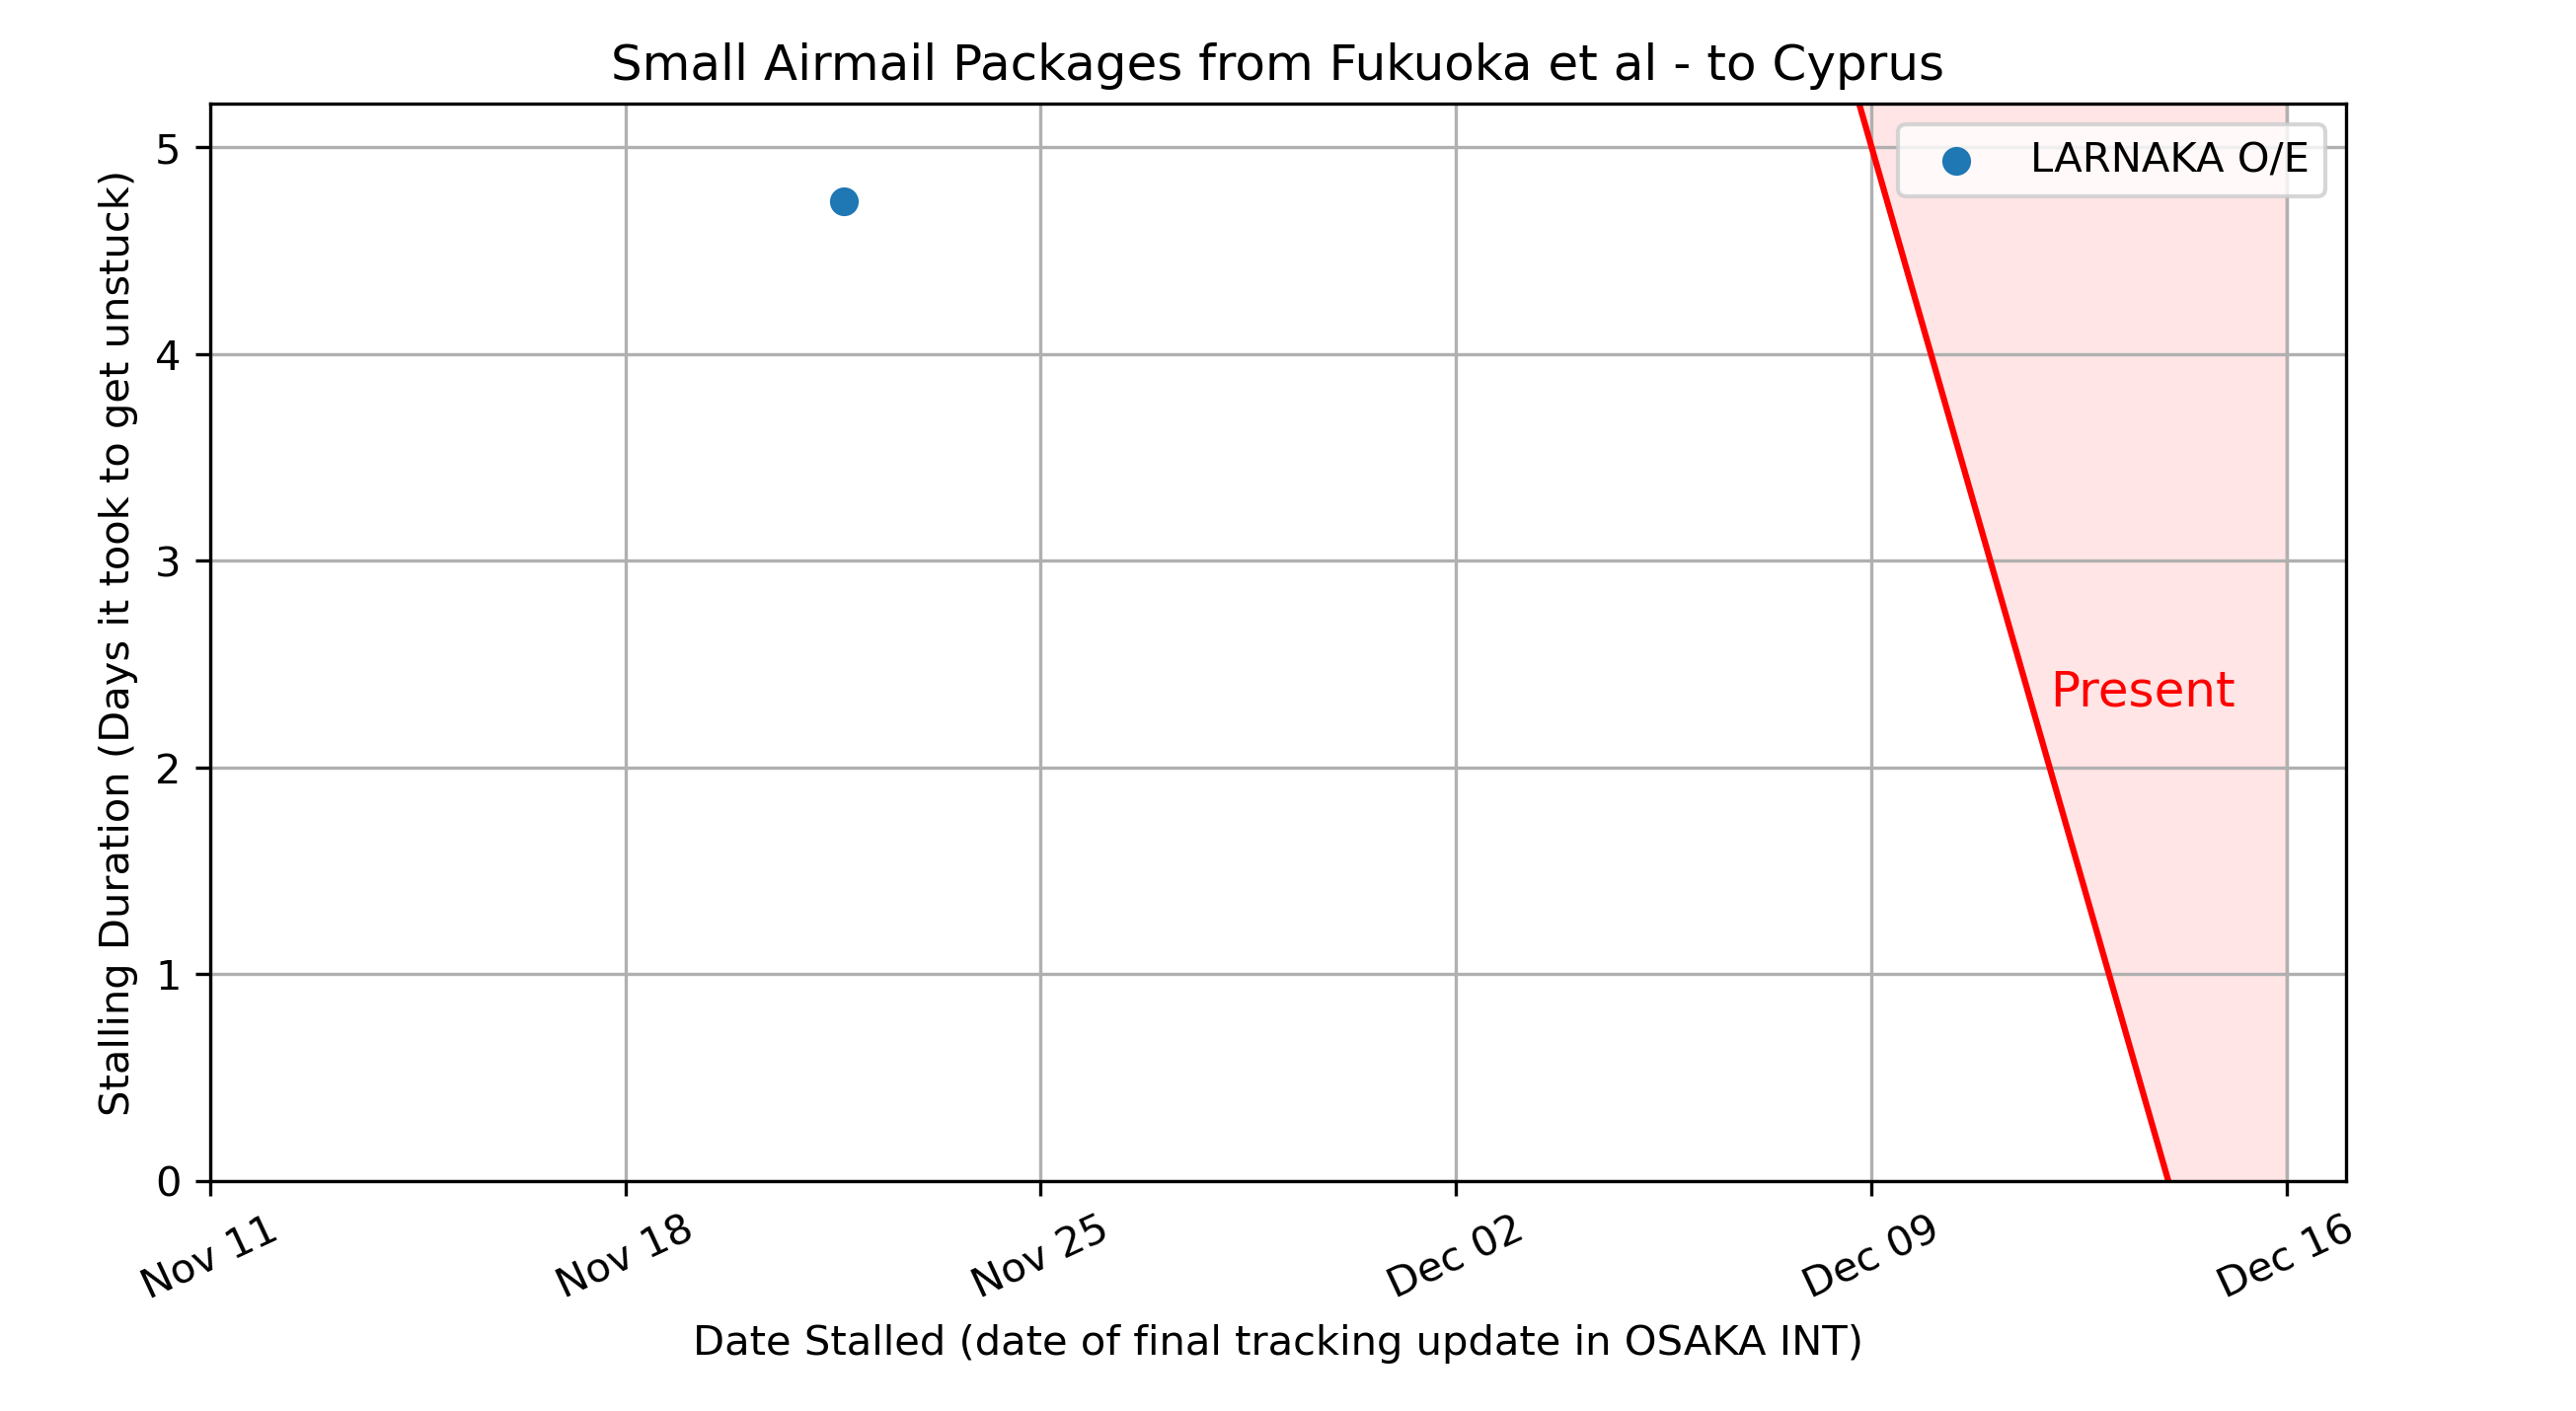 Small Airmail Packages from Fukuoka et al - to Cyprus
LARNAKA O/E
Stalling Duration (Days it took to get unstuck)
5
4
3
2
1
0
Present
Nov 11
Nov 18
Nov 25
Dec 02
Dec 09
Dec 16
Date Stalled (date of final tracking update in OSAKA INT)